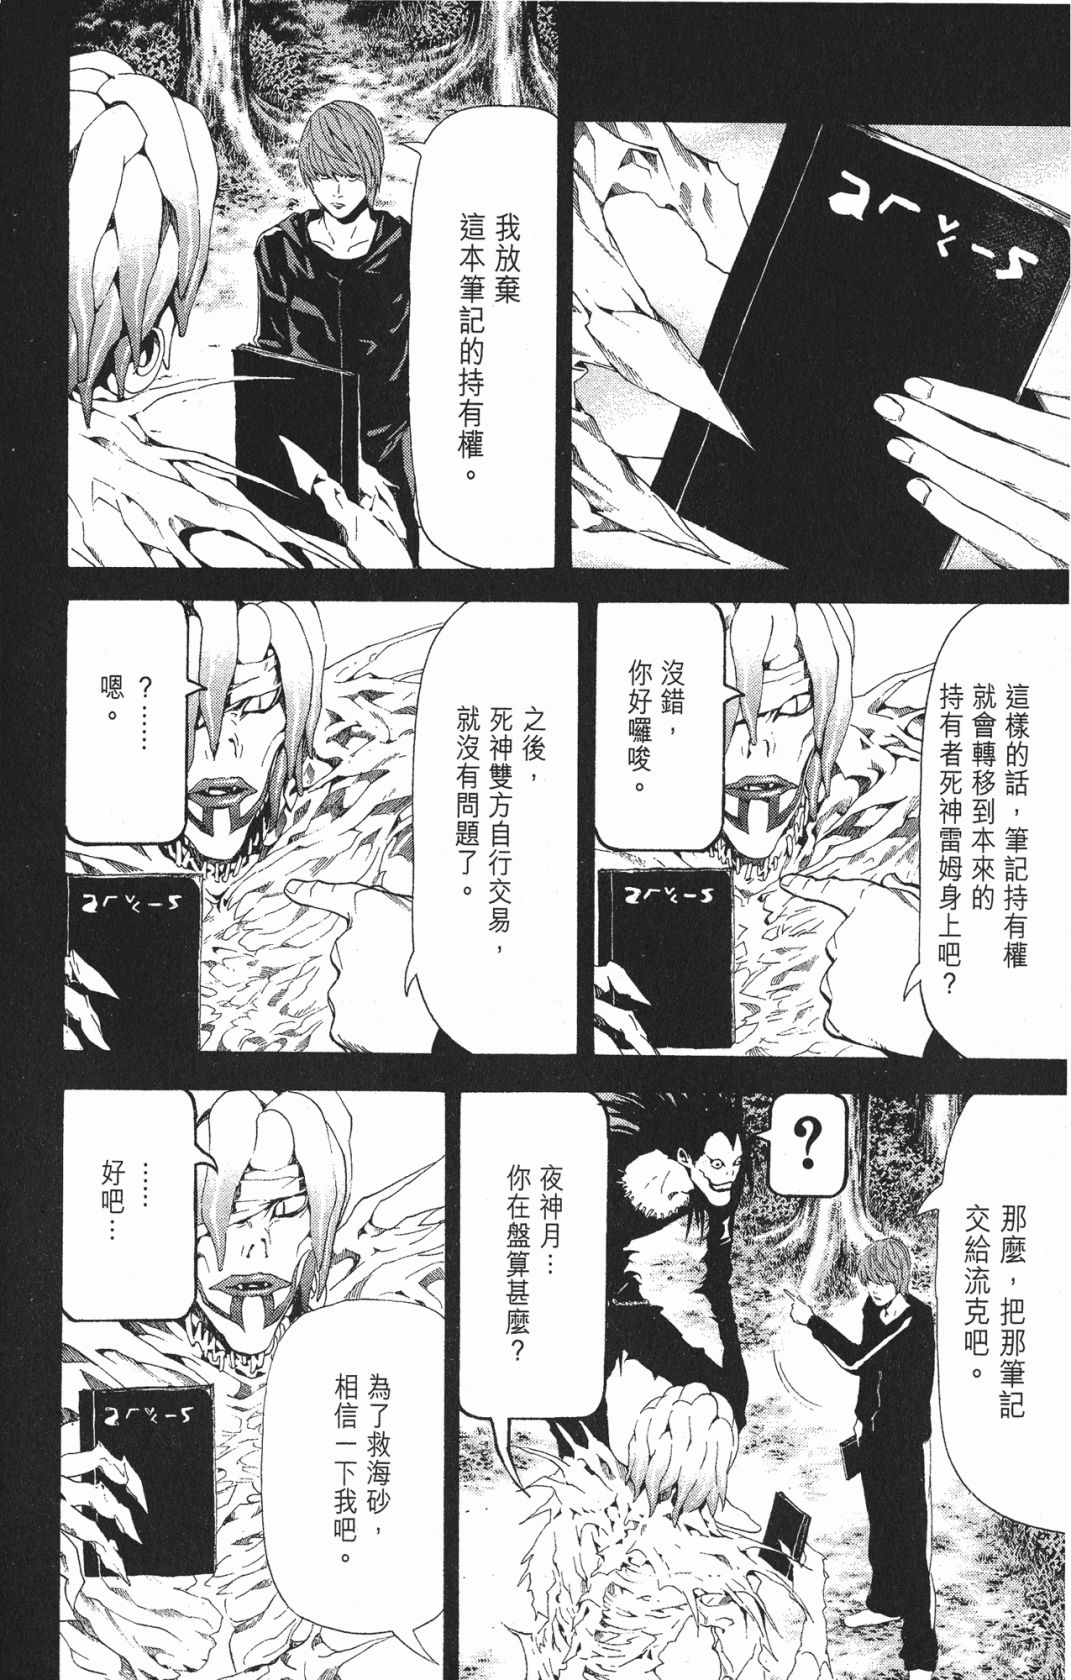 我放棄
這本筆記的持有權。
這樣的話，筆記持有權
就會轉移到本來的
持有者死神雷姆身上吧？
沒錯，
你好囉唆。
之後，
死神雙方自行交易，
就沒有問題了。
？……
嗯。
那麼，把那筆記
交給流克吧。
？
夜神月…
你在盤算甚麼？
為了救海砂，
相信一下我吧。
……
好吧…